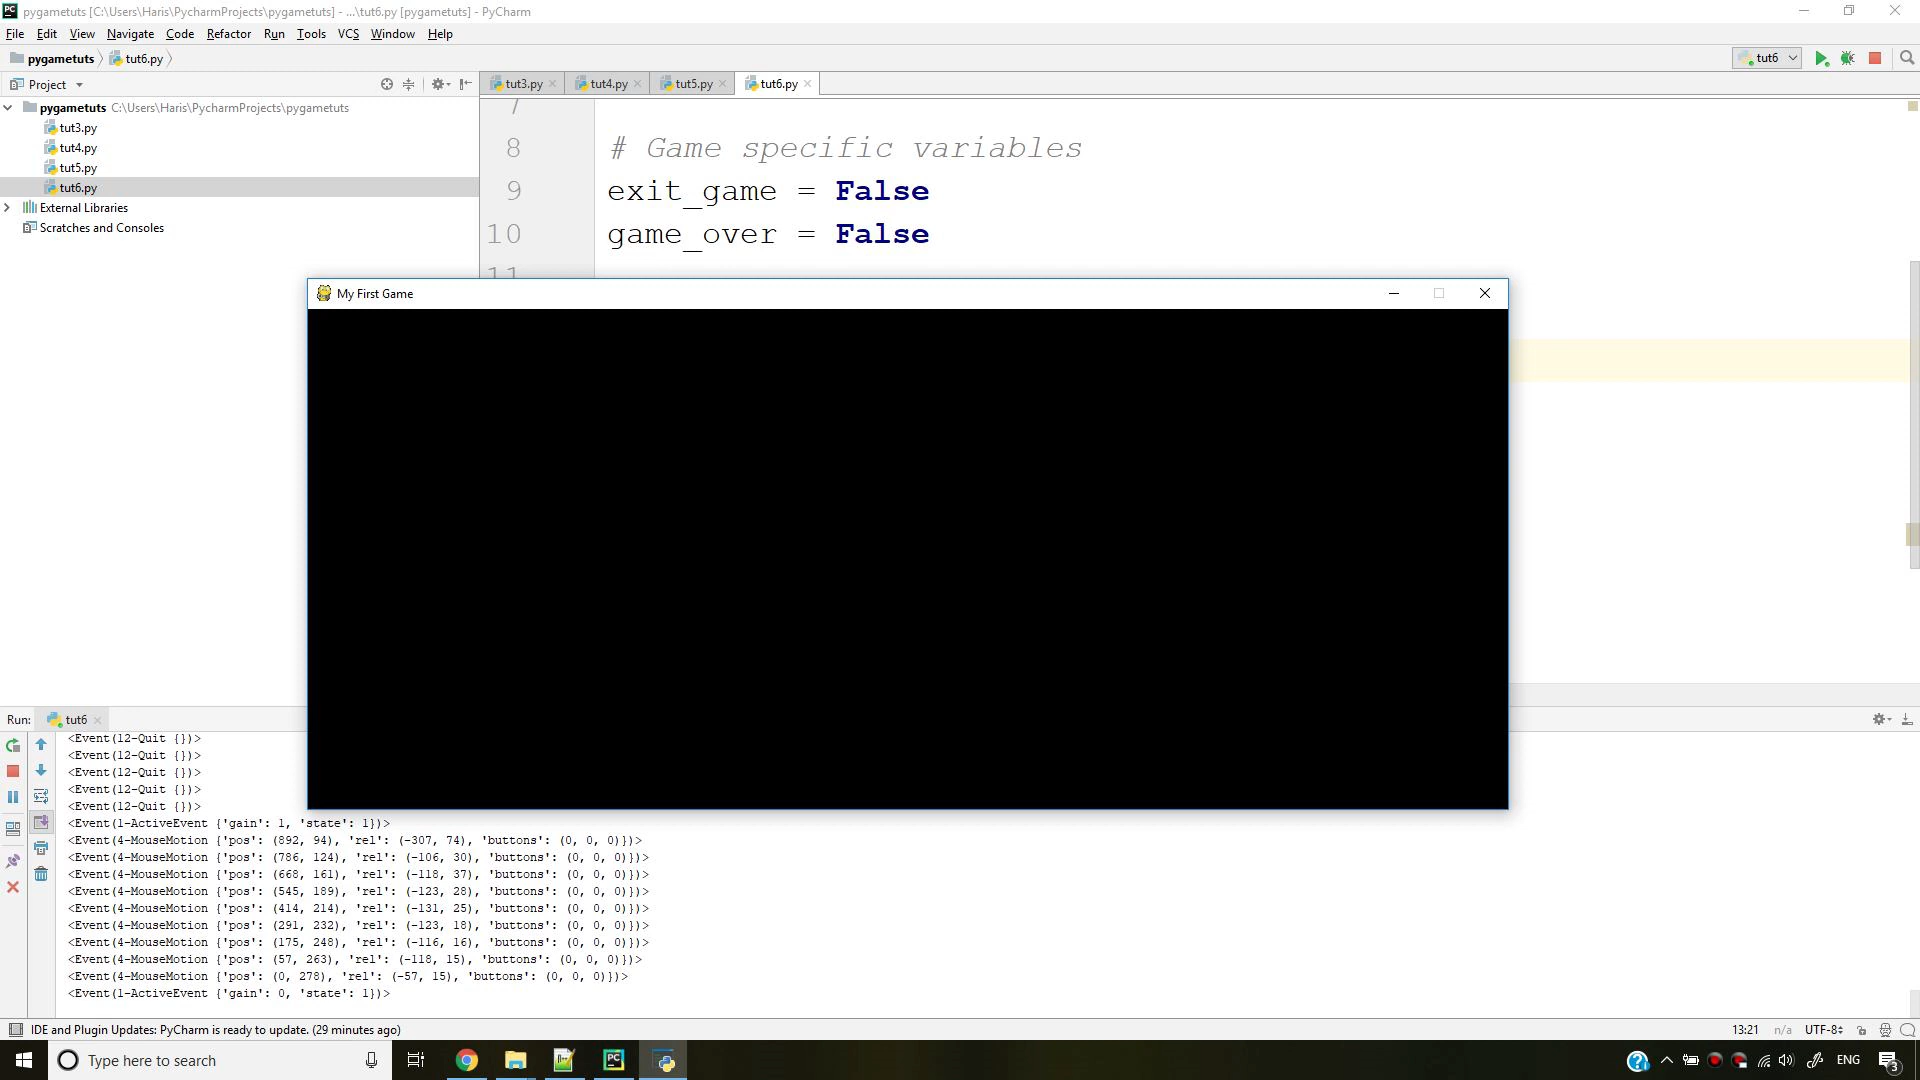 pygametuts [C:\Users\Haris\PycharmProjects\pygametuts] - ...\tut6.py [pygametuts] - PyCharm
File Edit View Navigate Code Refactor Run Tools VCS Window Help
pygametuts tut6.py
tut6
Project
tut3.py tut4.py tut5.py tut6.py
pygametuts C:\Users\Haris\PycharmProjects\pygametuts
tut3.py
tut4.py
tut5.py
tut6.py
External Libraries
Scratches and Consoles
7
8 # Game specific variables
9 exit_game = False
10 game_over = False
11
My First Game
Run: tut6
<Event(12-Quit {})>
<Event(12-Quit {})>
<Event(12-Quit {})>
<Event(12-Quit {})>
<Event(12-Quit {})>
<Event(1-ActiveEvent {'gain': 1, 'state': 1})>
<Event(4-MouseMotion {'pos': (892, 94), 'rel': (-307, 74), 'buttons': (0, 0, 0)})>
<Event(4-MouseMotion {'pos': (786, 124), 'rel': (-106, 30), 'buttons': (0, 0, 0)})>
<Event(4-MouseMotion {'pos': (668, 161), 'rel': (-118, 37), 'buttons': (0, 0, 0)})>
<Event(4-MouseMotion {'pos': (545, 189), 'rel': (-123, 28), 'buttons': (0, 0, 0)})>
<Event(4-MouseMotion {'pos': (414, 214), 'rel': (-131, 25), 'buttons': (0, 0, 0)})>
<Event(4-MouseMotion {'pos': (291, 232), 'rel': (-123, 18), 'buttons': (0, 0, 0)})>
<Event(4-MouseMotion {'pos': (175, 248), 'rel': (-116, 16), 'buttons': (0, 0, 0)})>
<Event(4-MouseMotion {'pos': (57, 263), 'rel': (-118, 15), 'buttons': (0, 0, 0)})>
<Event(4-MouseMotion {'pos': (0, 278), 'rel': (-57, 15), 'buttons': (0, 0, 0)})>
<Event(1-ActiveEvent {'gain': 0, 'state': 1})>
IDE and Plugin Updates: PyCharm is ready to update. (29 minutes ago)
13:21 n/a UTF-8
Type here to search
ENG
3